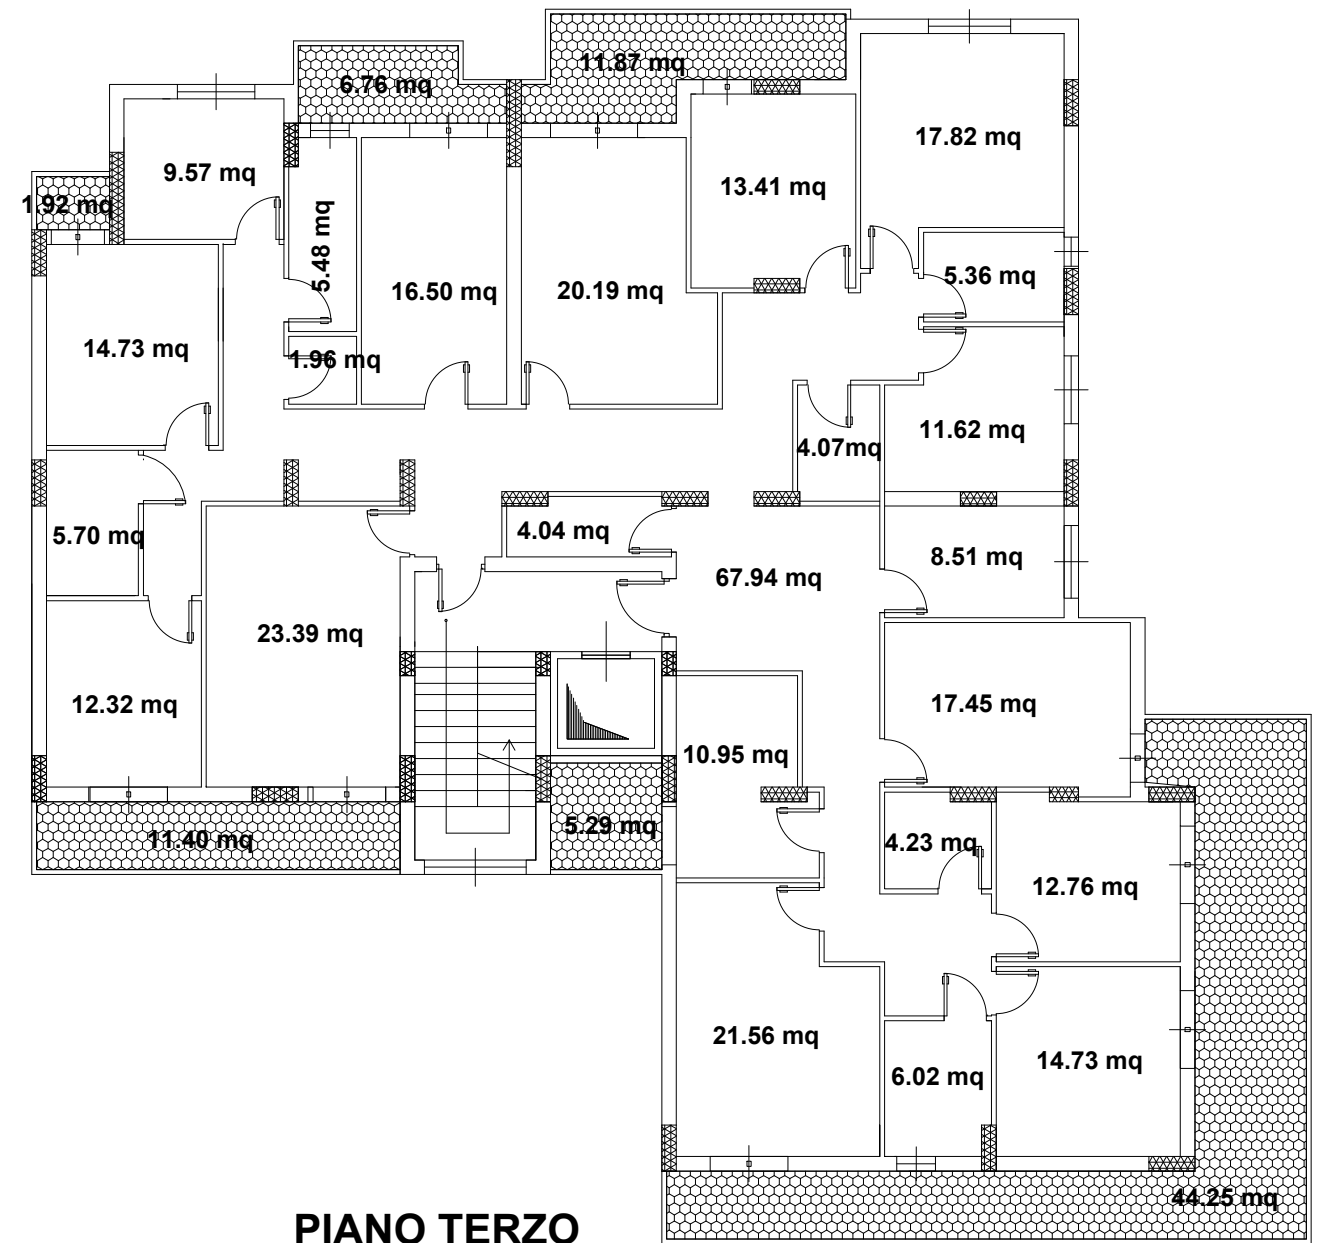 11.87 mq
6.76 mq
17.82 mq
9.57 mq
13.41 mq
1.92 mq
5.48 mq
5.36 mq
16.50 mq
20.19 mq
14.73 mq
1.96 mq
11.62 mq
4.07mq
5.70 mq
4.04 mq
8.51 mq
67.94 mq
23.39 mq
12.32 mq
17.45 mq
10.95 mq
5.29 mq
11.40 mq
4.23 mq
12.76 mq
21.56 mq
14.73 mq
6.02 mq
44.25 mq
PIANO TERZO